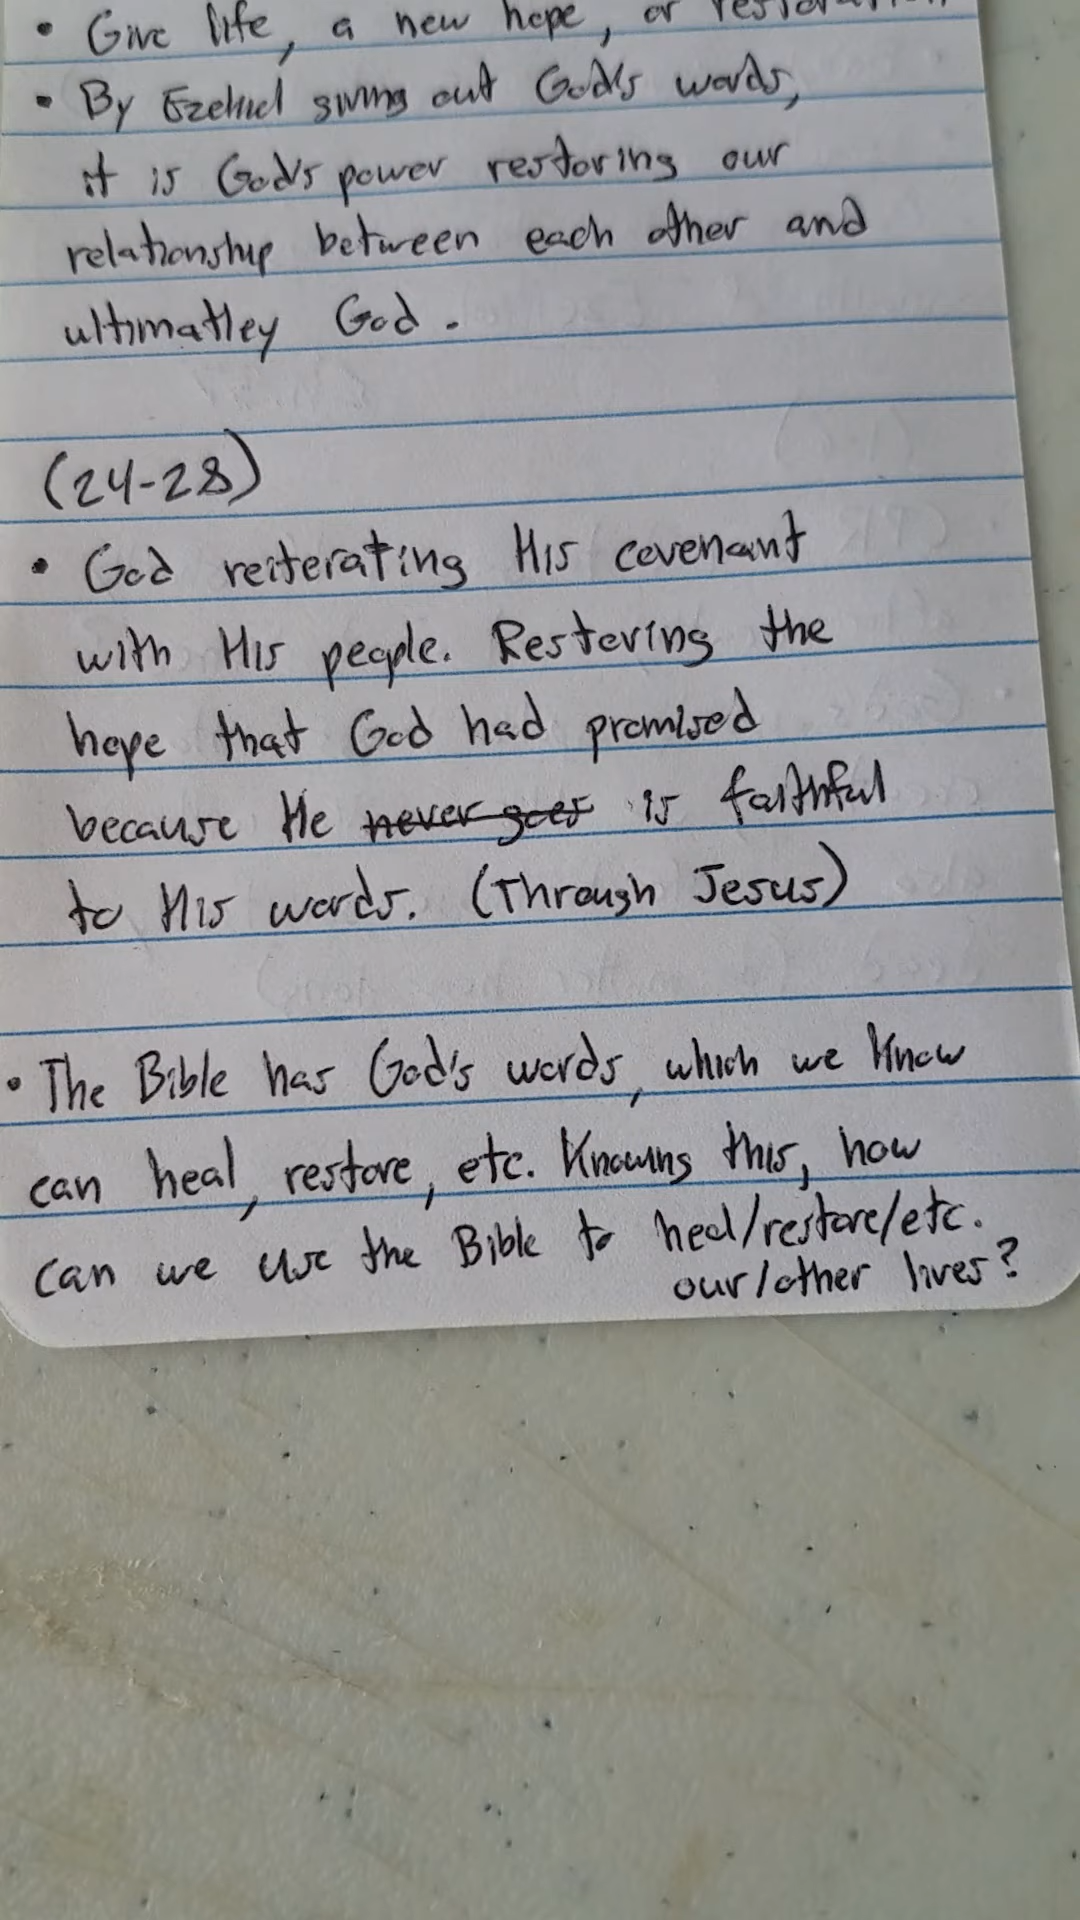 • Give life, a new hope, or restoration
• By Ezekiel giving out God's words,
it is God's power restoring our
relationship between each other and
ultimatley God.
(24-28)
• God reiterating His covenant
with His people. Restoring the
hope that God had promised
because He never goes is faithful
to His words. (Through Jesus)
• The Bible has God's words, which we know
can heal, restore, etc. Knowing this, how
can we use the Bible to heal/restore/etc.
our/other lives?